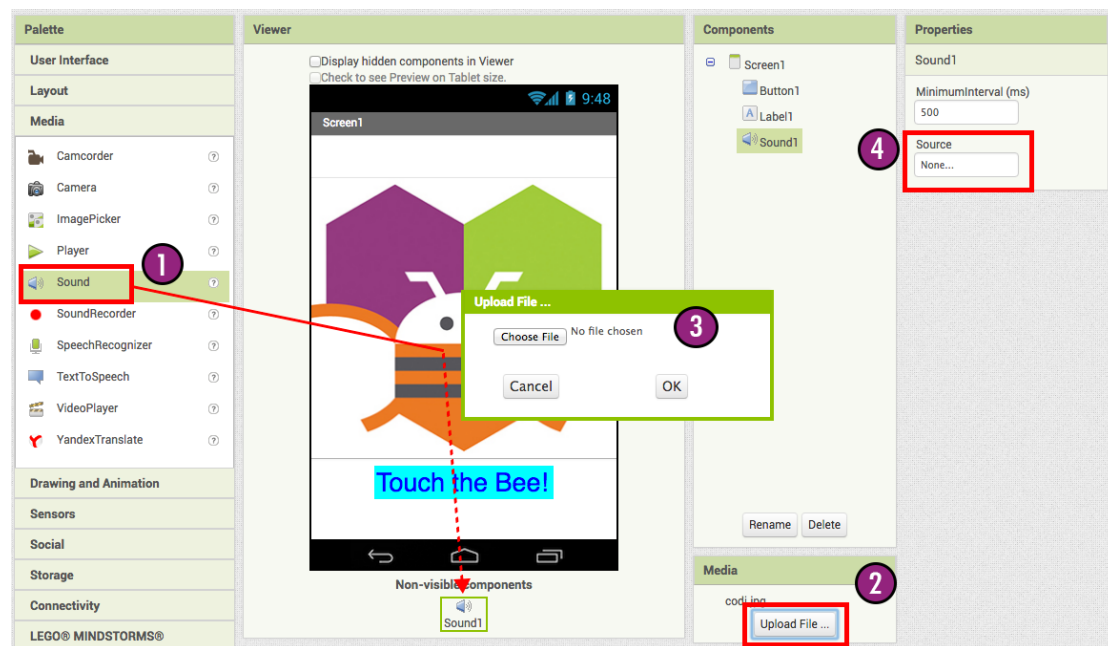 Palette
User Interface
Layout
Media
Camcorder ?
Camera ?
ImagePicker ?
Player ?
Sound ?
SoundRecorder ?
SpeechRecognizer ?
TextToSpeech ?
VideoPlayer ?
YandexTranslate ?
Drawing and Animation
Sensors
Social
Storage
Connectivity
LEGO® MINDSTORMS®
1
Viewer
Display hidden components in Viewer
Check to see Preview on Tablet size.
9:48
Screen1
Upload File ...
Choose File No file chosen
3
Cancel OK
Touch the Bee!
Non-visible components
Sound1
Components
Screen1
Button1
A Label1
Sound1
Rename Delete
Media
2
codi.jpg
Upload File ...
Properties
Sound1
MinimumInterval (ms)
500
4
Source
None...